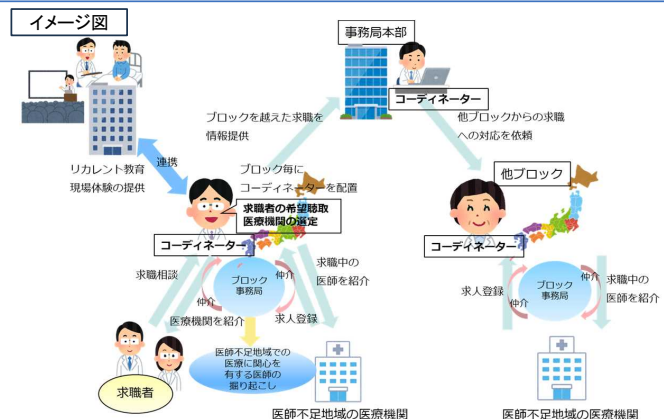 イメージ図
事務局本部
コーディネーター
ブロックを越えた求職を
情報提供
他ブロックからの求職
への対応を依頼
リカレント教育
現場体験の提供
連携
ブロック毎に
コーディネーターを配置
他ブロック
求職者の希望聴取
医療機関の選定
コーディネーター
コーディネーター
求職相談
ブロック
事務局
仲介
仲介
医療機関を紹介
求人登録
求職中の
医師を紹介
求人登録
ブロック
事務局
仲介
仲介
求職中の
医師を紹介
求職者
医師不足地域での
医療に関心を
有する医師の
掘り起こし
医師不足地域の医療機関
医師不足地域の医療機関